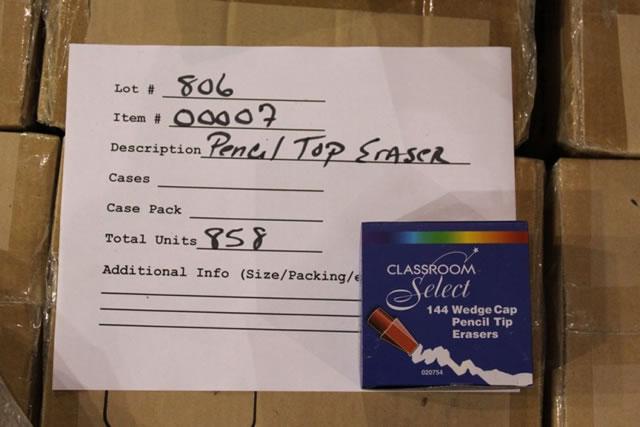 Lot # 806
Item # 00007
Description Pencil Top Eraser
Cases
Case Pack
Total Units 858
Additional Info (Size/Packing/
CLASSROOM
Select
144 Wedge Cap
Pencil Tip
Erasers
020754